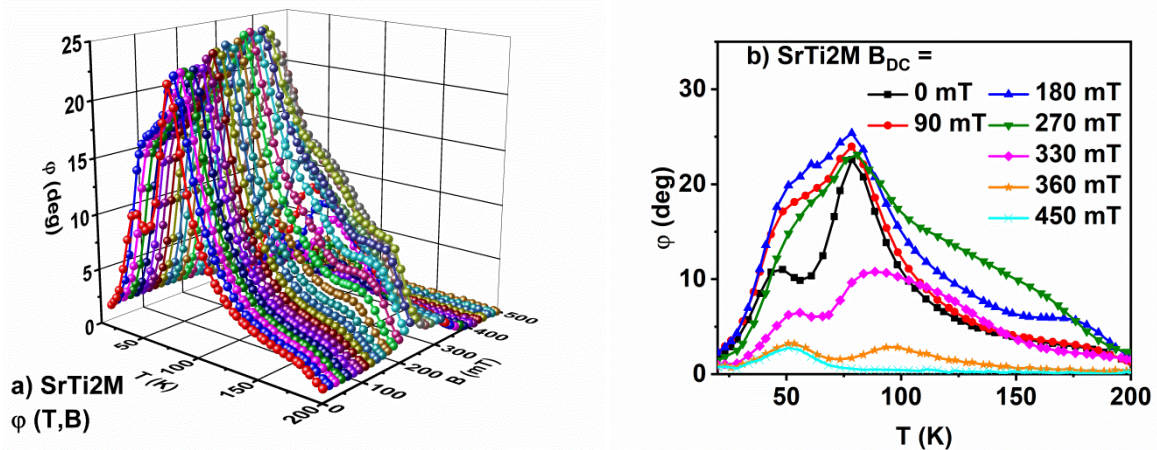 25
20
15
10
5
0
φ (deg)
50
100
150
200
T (K)
0
100
200
300
400
500
B (mT)
a) SrTi2M
φ (T,B)
b) SrTi2M B_DC =
0 mT
90 mT
180 mT
270 mT
330 mT
360 mT
450 mT
30
20
10
0
φ (deg)
50 100 150 200
T (K)